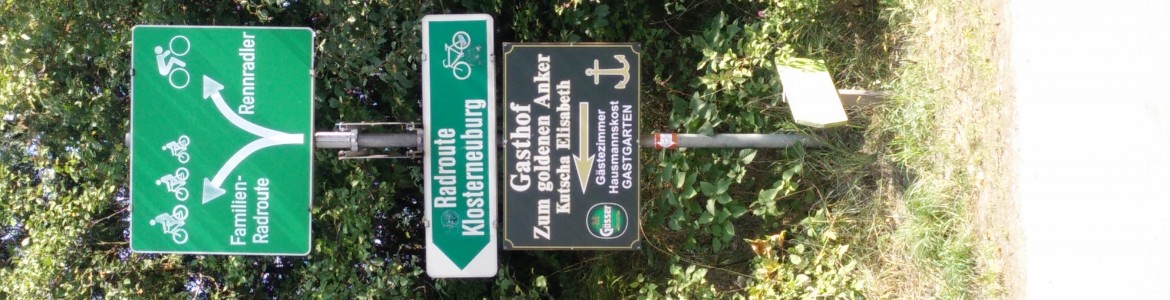 Familien-
Radroute
Rennradler
Radroute
Klosterneuburg
Gasthof
Zum goldenen Anker
Kutscha Elisabeth
Gästezimmer
Hausmannskost
GASTGARTEN
Gösser